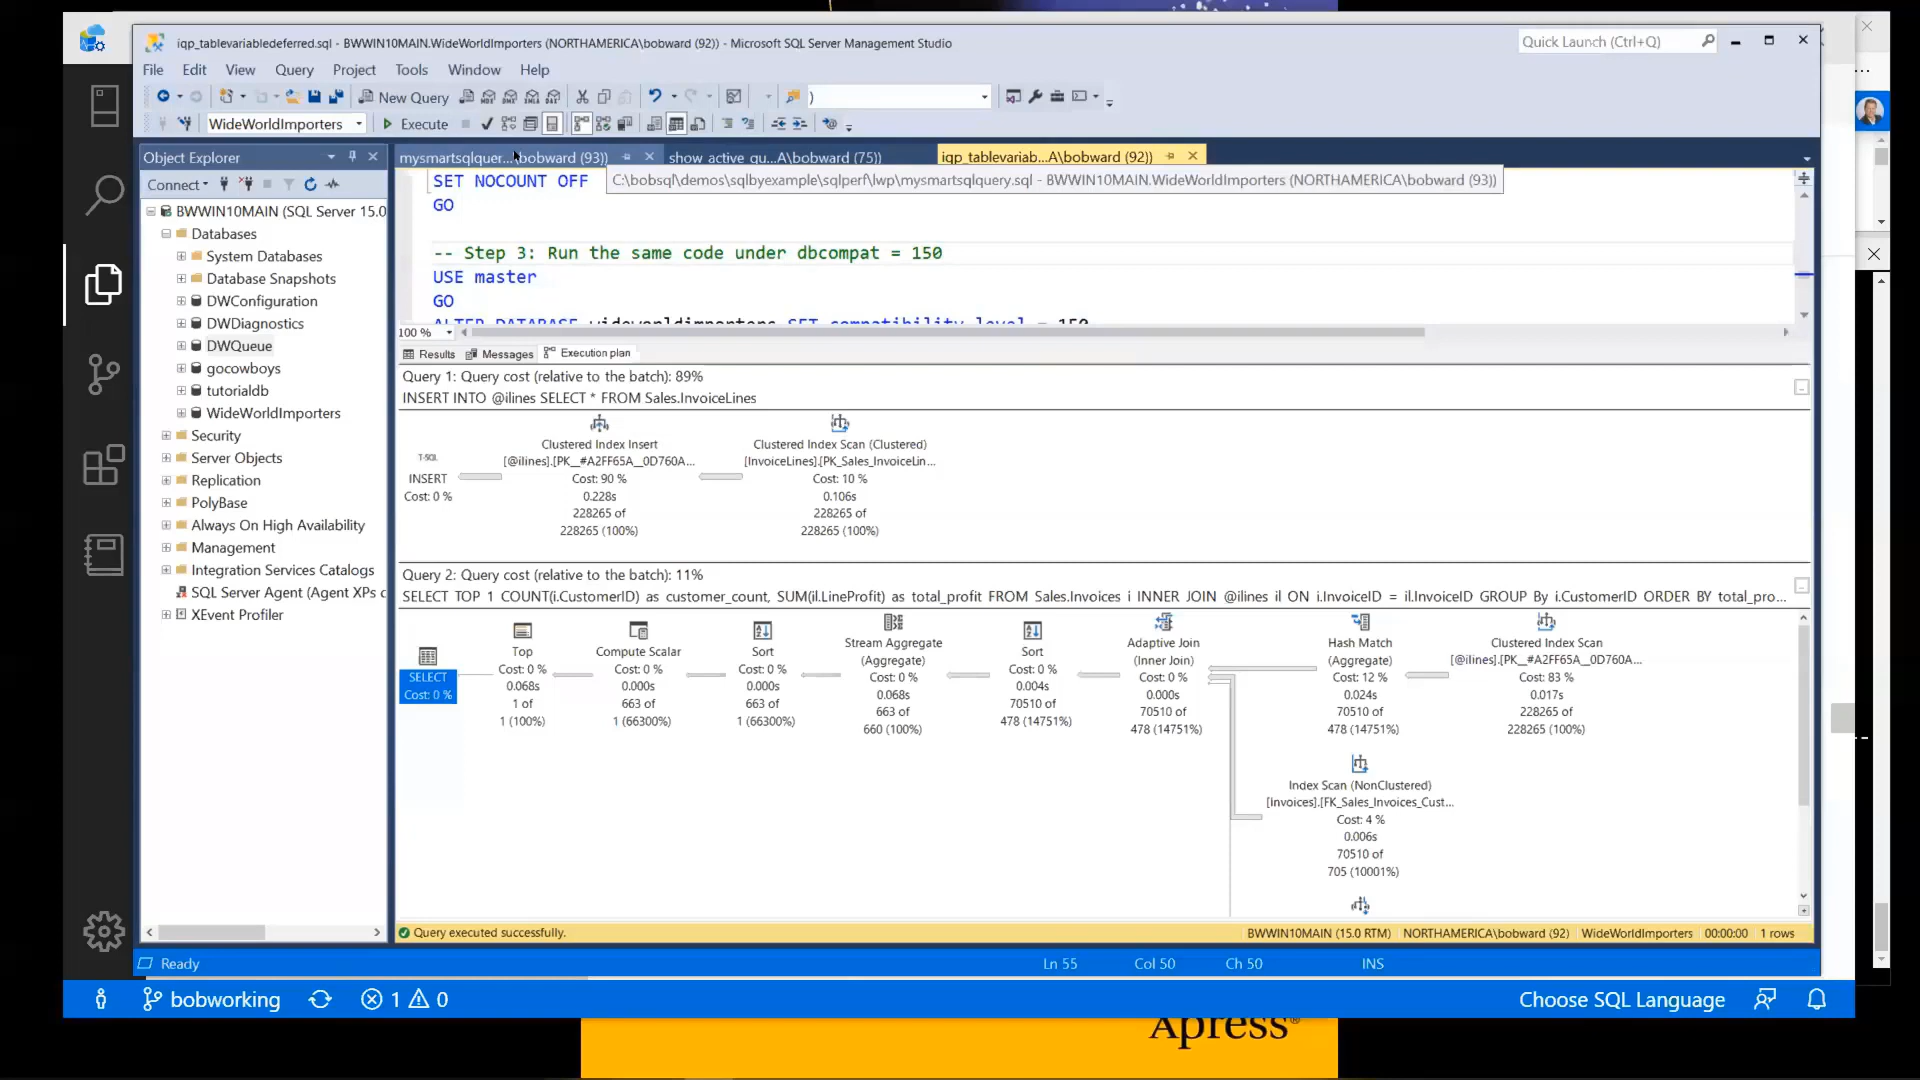 iqp_tablevariabledeferred.sql - BWWIN10MAIN.WideWorldImporters (NORTHAMERICA\bobward (92)) - Microsoft SQL Server Management Studio
Quick Launch (Ctrl+Q)
File Edit View Query Project Tools Window Help
New Query
)
WideWorldImporters
Execute
Object Explorer
mysmartsqlquer...\bobward (93))
show active qu...A\bobward (75))
iqp_tablevariab...A\bobward (92))
Connect
SET NOCOUNT OFF
C:\bobsql\demos\sqlbyexample\sqlperf\lwp\mysmartsqlquery.sql - BWWIN10MAIN.WideWorldImporters (NORTHAMERICA\bobward (93))
GO
-- Step 3: Run the same code under dbcompat = 150
USE master
GO
ALTER DATABASE wideworldimporters SET compatibility_level = 150
100 %
BWWIN10MAIN (SQL Server 15.0
Databases
System Databases
Database Snapshots
DWConfiguration
DWDiagnostics
DWQueue
gocowboys
tutorialdb
WideWorldImporters
Security
Server Objects
Replication
PolyBase
Always On High Availability
Management
Integration Services Catalogs
SQL Server Agent (Agent XPs c
XEvent Profiler
Results Messages Execution plan
Query 1: Query cost (relative to the batch): 89%
INSERT INTO @ilines SELECT * FROM Sales.InvoiceLines
T-SQL
INSERT
Cost: 0 %
Clustered Index Insert
[@ilines].[PK__#A2FF65A__0D760A...
Cost: 90 %
0.228s
228265 of
228265 (100%)
Clustered Index Scan (Clustered)
[InvoiceLines].[PK_Sales_InvoiceLin...
Cost: 10 %
0.106s
228265 of
228265 (100%)
Query 2: Query cost (relative to the batch): 11%
SELECT TOP 1 COUNT(i.CustomerID) as customer_count, SUM(il.LineProfit) as total_profit FROM Sales.Invoices i INNER JOIN @ilines il ON i.InvoiceID = il.InvoiceID GROUP By i.CustomerID ORDER BY total_pro...
SELECT
Cost: 0 %
Top
Cost: 0 %
0.068s
1 of
1 (100%)
Compute Scalar
Cost: 0 %
0.000s
663 of
1 (66300%)
Sort
Cost: 0 %
0.000s
663 of
1 (66300%)
Stream Aggregate
(Aggregate)
Cost: 0 %
0.068s
663 of
660 (100%)
Sort
Cost: 0 %
0.004s
70510 of
478 (14751%)
Adaptive Join
(Inner Join)
Cost: 0 %
0.000s
70510 of
478 (14751%)
Hash Match
(Aggregate)
Cost: 12 %
0.024s
70510 of
478 (14751%)
Clustered Index Scan
[@ilines].[PK__#A2FF65A__0D760A...
Cost: 83 %
0.017s
228265 of
228265 (100%)
Index Scan (NonClustered)
[Invoices].[FK_Sales_Invoices_Cust...
Cost: 4 %
0.006s
70510 of
705 (10001%)
Query executed successfully.
BWWIN10MAIN (15.0 RTM) NORTHAMERICA\bobward (92) WideWorldImporters 00:00:00 1 rows
Ready
Ln 55 Col 50 Ch 50 INS
bobworking
1 0
Choose SQL Language
Apress®